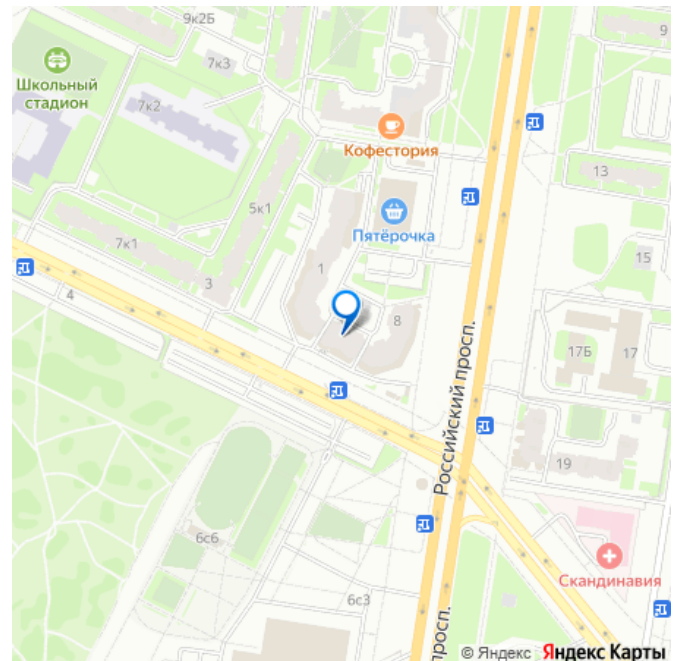 9к2Б
9
7к3
Школьный
стадион
7к2
Кофестория
13
5к1
Пятёрочка
7к1
1
15
3
4
8
17Б
17
Российский просп.
19
6с6
Скандинавия
6с3
просп.
© Яндекс Яндекс Карты